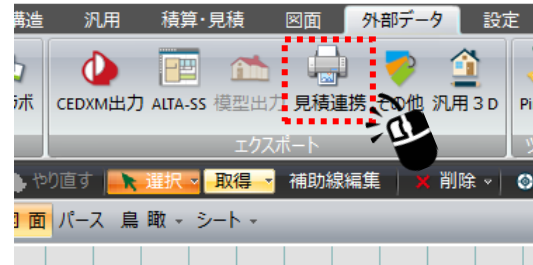 構造 汎用 積算・見積 図面 外部データ 設定
ラボ CEDXM出力 ALTA-SS 模型出力 見積連携 その他 汎用３Ｄ
エクスポート
やり直す 選択 取得 補助線編集 削除
図面 パース 鳥瞰 シート